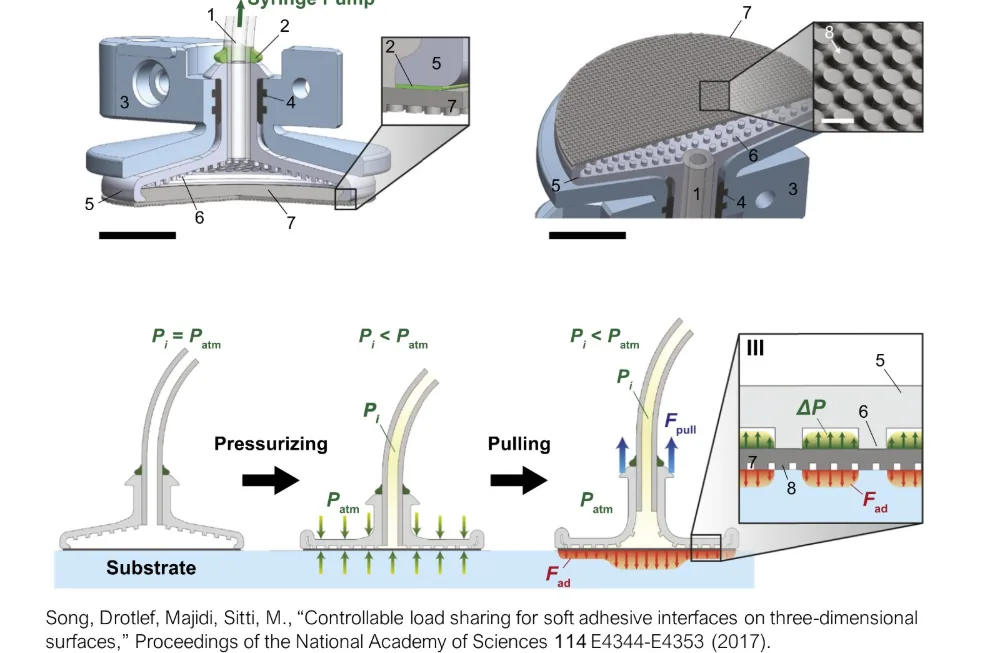 Syringe Pump
1
2
3
4
5
6
7
2
5
7
7
8
5
6
1
4
3
P_i = P_atm
P_i < P_atm
P_i < P_atm
P_i
P_i
F_pull
Pressurizing
Pulling
P_atm
P_atm
Substrate
F_ad
III
5
ΔP
6
7
8
F_ad
Song, Drotlef, Majidi, Sitti, M., “Controllable load sharing for soft adhesive interfaces on three-dimensional
surfaces,” Proceedings of the National Academy of Sciences 114 E4344-E4353 (2017).